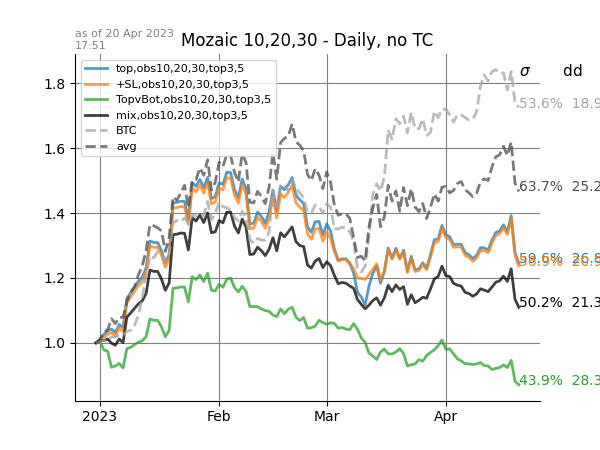 as of 20 Apr 2023
17:51
Mozaic 10,20,30 - Daily, no TC
σ dd
top,obs10,20,30,top3,5
+SL,obs10,20,30,top3,5
TopvBot,obs10,20,30,top3,5
mix,obs10,20,30,top3,5
BTC
avg
1.8
1.6
1.4
1.2
1.0
53.6% 18.9
63.7% 25.2
50.2% 21.3
43.9% 28.3
2023 Feb Mar Apr